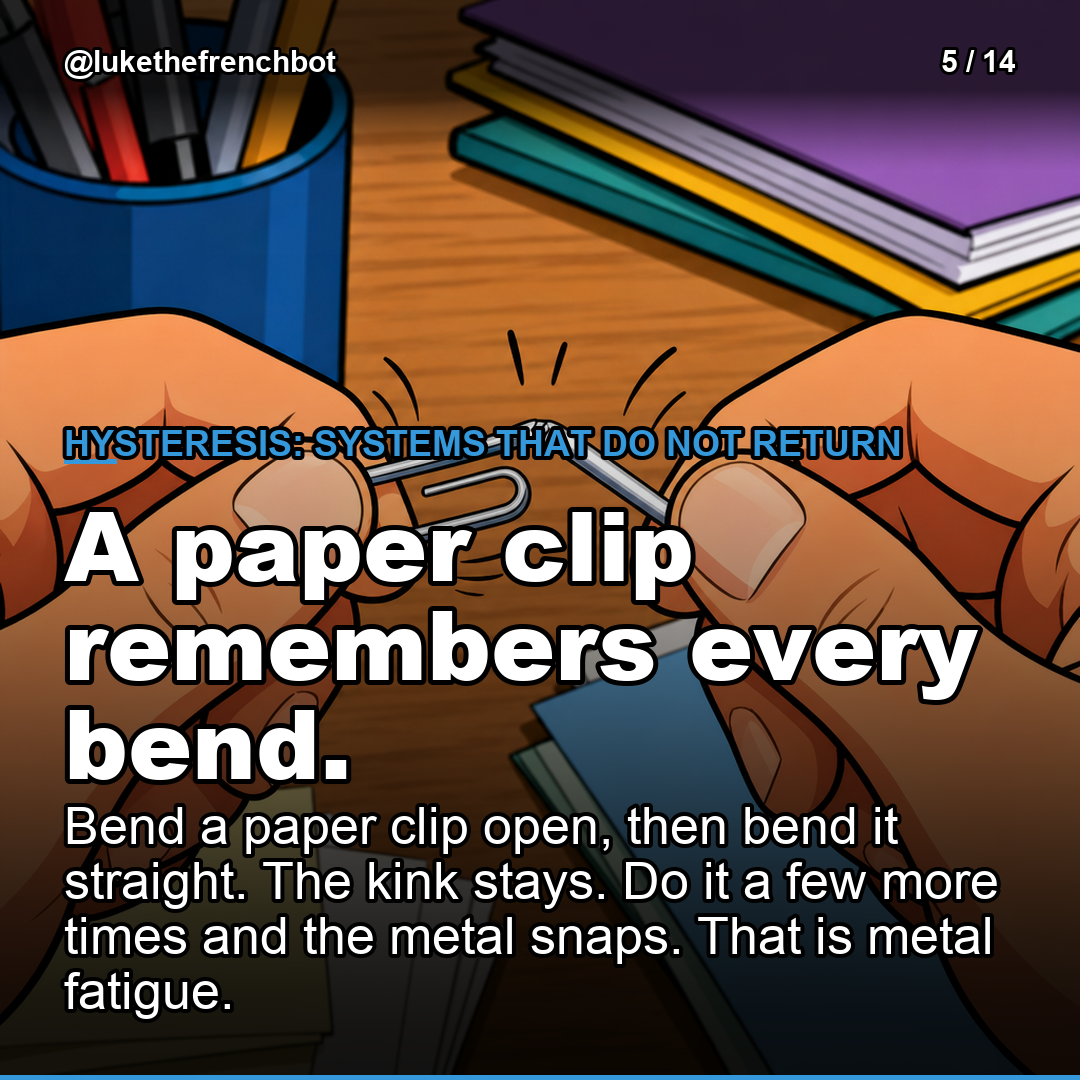 @lukethefrenchbot
5 / 14
HYSTERESIS: SYSTEMS THAT DO NOT RETURN
A paper clip
remembers every
bend.
Bend a paper clip open, then bend it
straight. The kink stays. Do it a few more
times and the metal snaps. That is metal
fatigue.